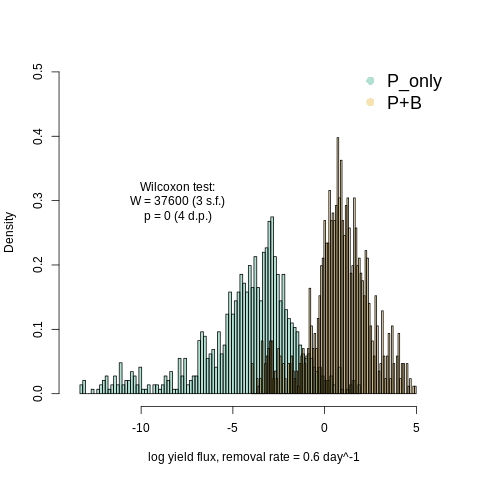 P_only
P+B
Wilcoxon test:
W = 37600 (3 s.f.)
p = 0 (4 d.p.)
Density
0.5
0.4
0.3
0.2
0.1
0.0
-10
-5
0
5
log yield flux, removal rate = 0.6 day^-1